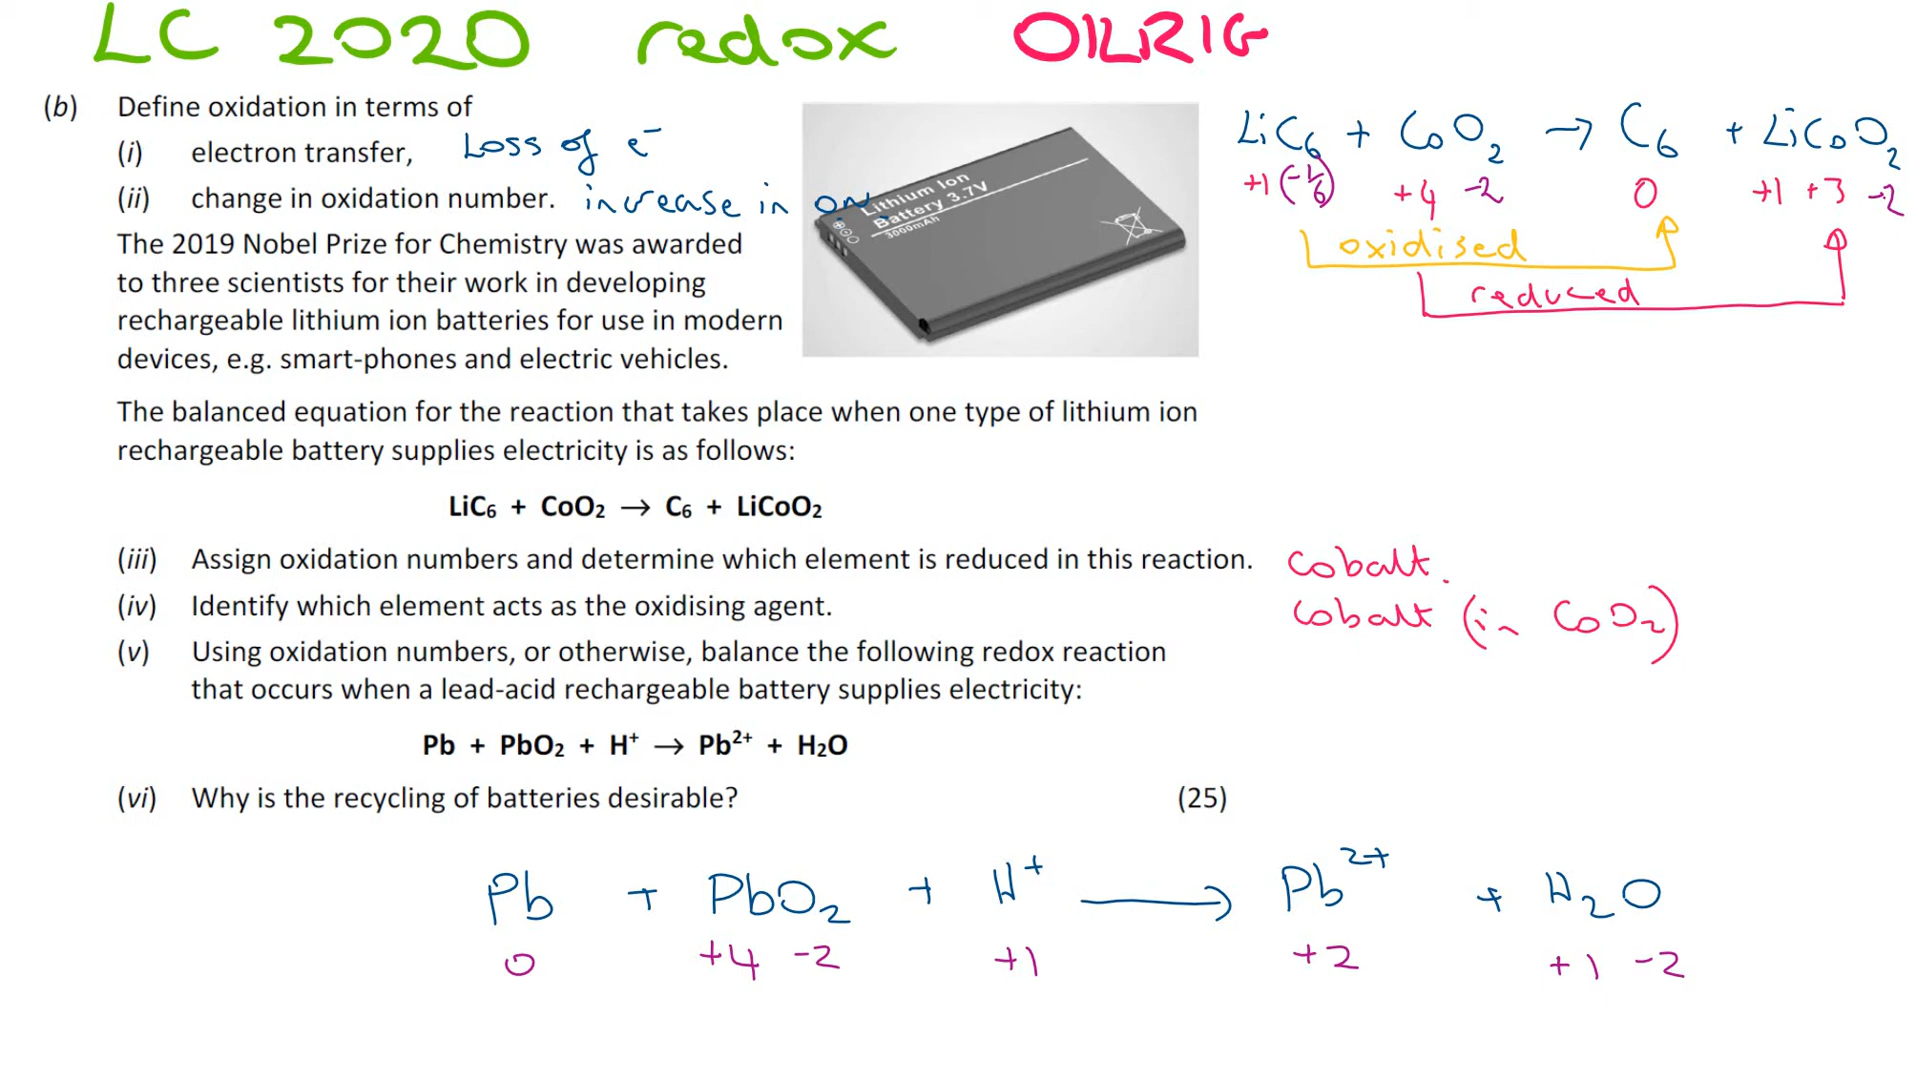 LC 2020 redox OILRIG
(b) Define oxidation in terms of
(i) electron transfer, Loss of e⁻
(ii) change in oxidation number. increase in ON
Lithium Ion
Battery 3.7V
3000mAh
The 2019 Nobel Prize for Chemistry was awarded
to three scientists for their work in developing
rechargeable lithium ion batteries for use in modern
devices, e.g. smart-phones and electric vehicles.
LiC₆ + CoO₂ → C₆ + LiCoO₂
+1 (-1/6) +4 -2 0 +1 +3 -2
oxidised
reduced
The balanced equation for the reaction that takes place when one type of lithium ion
rechargeable battery supplies electricity is as follows:
LiC₆ + CoO₂ → C₆ + LiCoO₂
(iii) Assign oxidation numbers and determine which element is reduced in this reaction. Cobalt.
(iv) Identify which element acts as the oxidising agent. Cobalt (in CoO₂)
(v) Using oxidation numbers, or otherwise, balance the following redox reaction
that occurs when a lead-acid rechargeable battery supplies electricity:
Pb + PbO₂ + H⁺ → Pb²⁺ + H₂O
(vi) Why is the recycling of batteries desirable? (25)
Pb + PbO₂ + H⁺ → Pb²⁺ + H₂O
0 +4 -2 +1 +2 +1 -2